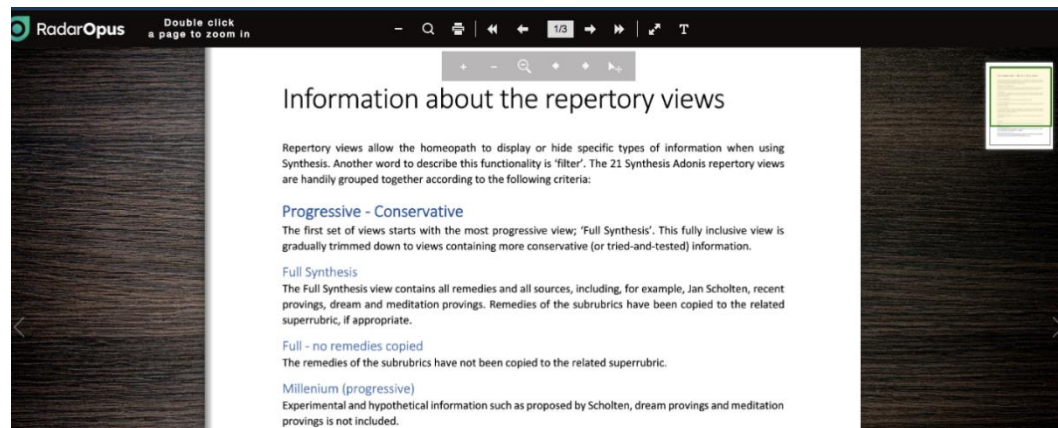 RadarOpus
Double click
a page to zoom in
1/3
T
Information about the repertory views
Repertory views allow the homeopath to display or hide specific types of information when using
Synthesis. Another word to describe this functionality is 'filter'. The 21 Synthesis Adonis repertory views
are handily grouped together according to the following criteria:
Progressive - Conservative
The first set of views starts with the most progressive view; 'Full Synthesis'. This fully inclusive view is
gradually trimmed down to views containing more conservative (or tried-and-tested) information.
Full Synthesis
The Full Synthesis view contains all remedies and all sources, including, for example, Jan Scholten, recent
provings, dream and meditation provings. Remedies of the subrubrics have been copied to the related
superrubric, if appropriate.
Full - no remedies copied
The remedies of the subrubrics have not been copied to the related superrubric.
Millenium (progressive)
Experimental and hypothetical information such as proposed by Scholten, dream provings and meditation
provings is not included.